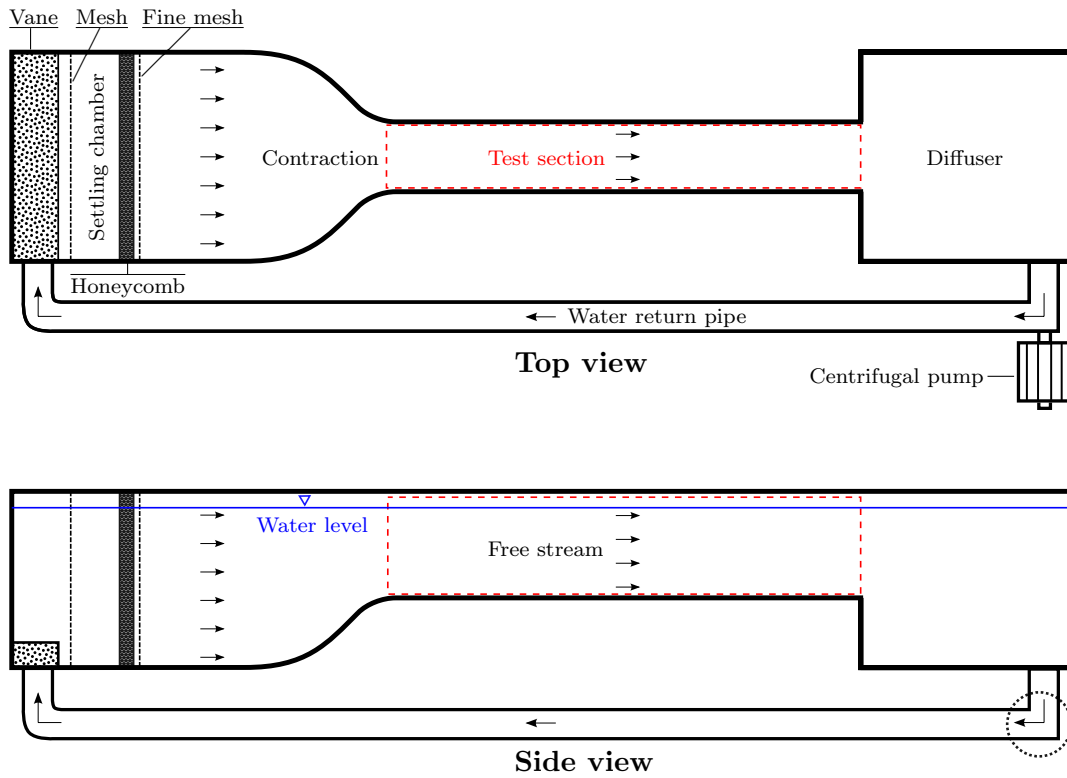 Vane
Mesh
Fine mesh
Settling chamber
Contraction
Test section
Diffuser
Honeycomb
Water return pipe
Top view
Centrifugal pump
Water level
Free stream
Side view